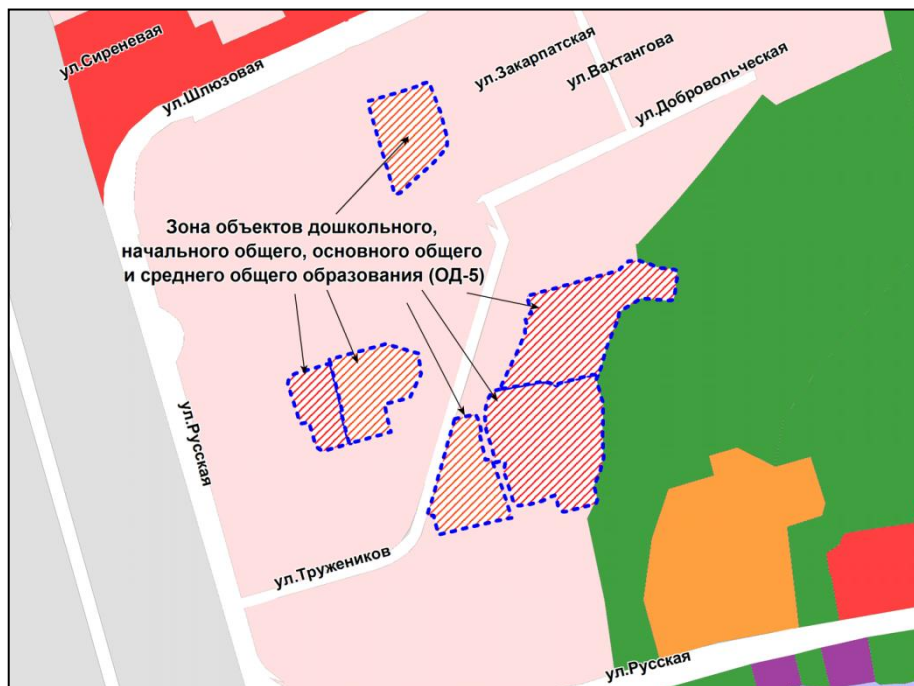 ул.Сиреневая
ул.Шлюзовая
ул.Закарпатская
ул.Вахтангова
ул.Добровольческая
Зона объектов дошкольного,
начального общего, основного общего
и среднего общего образования (ОД-5)
ул.Русская
ул.Тружеников
ул.Русская